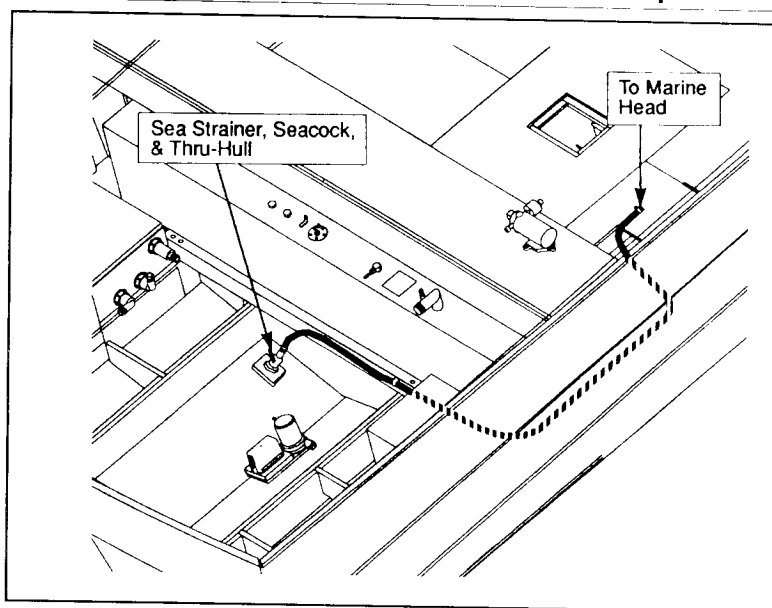 Sea Strainer, Seacock,
& Thru-Hull
To Marine
Head